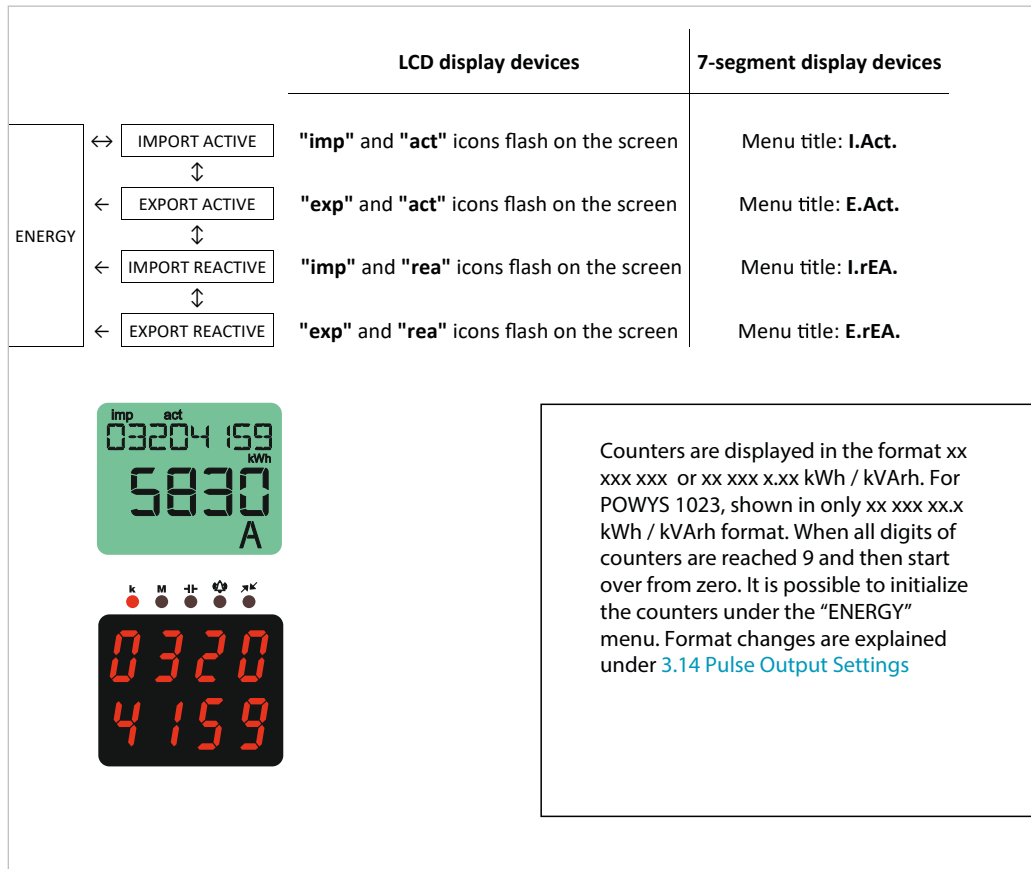 LCD display devices
7-segment display devices
ENERGY
↔ IMPORT ACTIVE
"imp" and "act" icons flash on the screen
Menu title: I.Act.
↕
← EXPORT ACTIVE
"exp" and "act" icons flash on the screen
Menu title: E.Act.
↕
← IMPORT REACTIVE
"imp" and "rea" icons flash on the screen
Menu title: I.rEA.
↕
← EXPORT REACTIVE
"exp" and "rea" icons flash on the screen
Menu title: E.rEA.
imp act
03204159
kWh
5830
A
k M
0320
4159
Counters are displayed in the format xx
xxx xxx or xx xxx x.xx kWh / kVArh. For
POWYS 1023, shown in only xx xxx xx.x
kWh / kVArh format. When all digits of
counters are reached 9 and then start
over from zero. It is possible to initialize
the counters under the “ENERGY”
menu. Format changes are explained
under 3.14 Pulse Output Settings